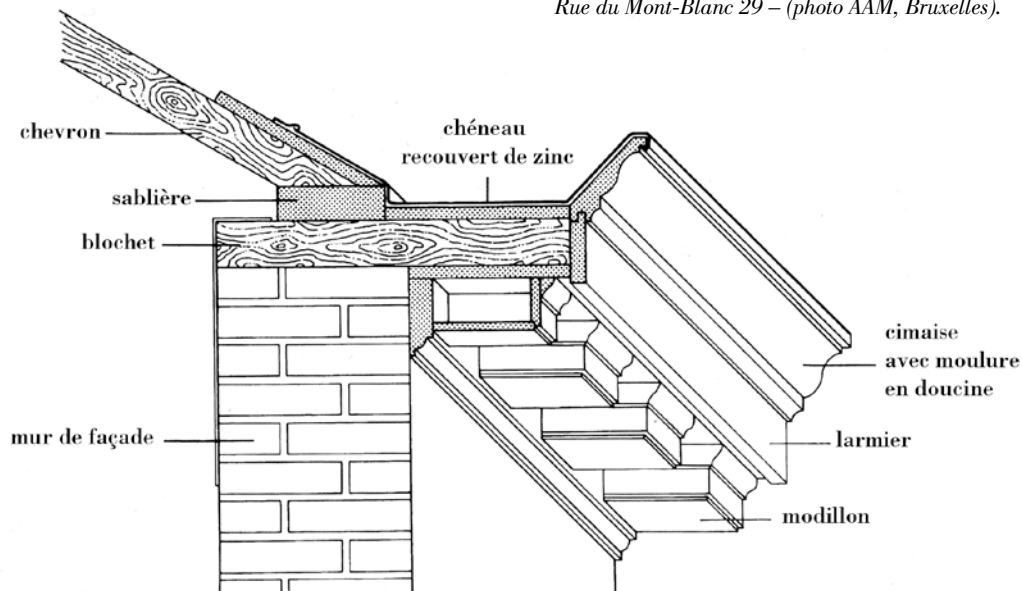 Rue du Mont-Blanc 29 – (photo AAM, Bruxelles).
chevron
chéneau
recouvert de zinc
sablière
blochet
cimaise
avec moulure
en doucine
mur de façade
larmier
modillon